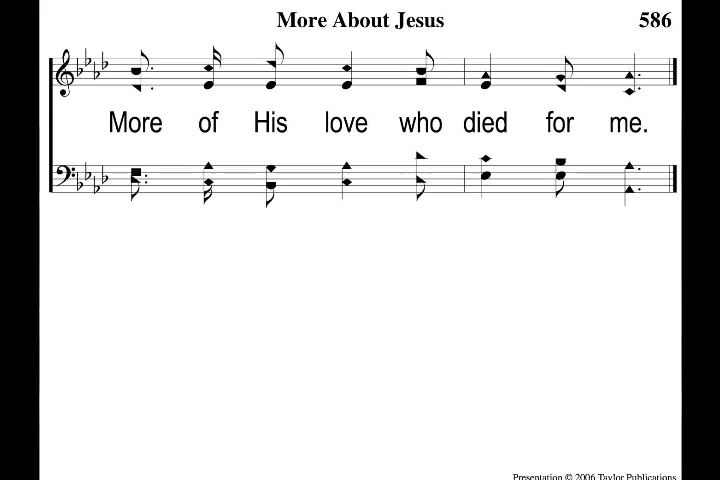 More About Jesus 586
More of His love who died for me.
Presentation © 2006 Taylor Publications